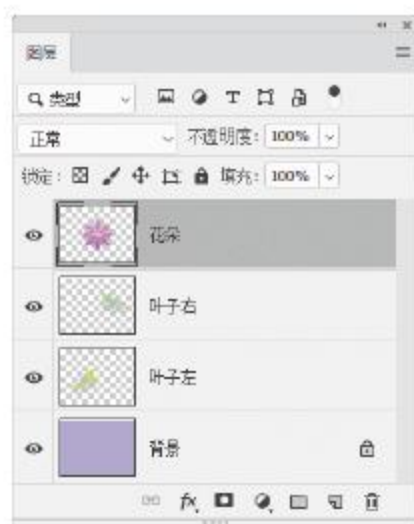 图层
类型
正常 不透明度: 100%
锁定: 填充: 100%
花朵
叶子右
叶子左
背景
fx